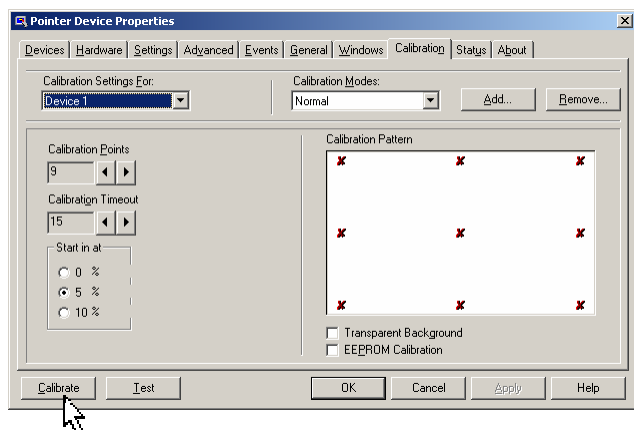 Pointer Device Properties
Devices Hardware Settings Advanced Events General Windows Calibration Status About
Calibration Settings For: Calibration Modes:
Device 1 Normal Add... Remove...
Calibration Points Calibration Pattern
9
Calibration Timeout
15
Start in at
0 %
5 %
10 %
Transparent Background
EEPROM Calibration
Calibrate Test OK Cancel Apply Help